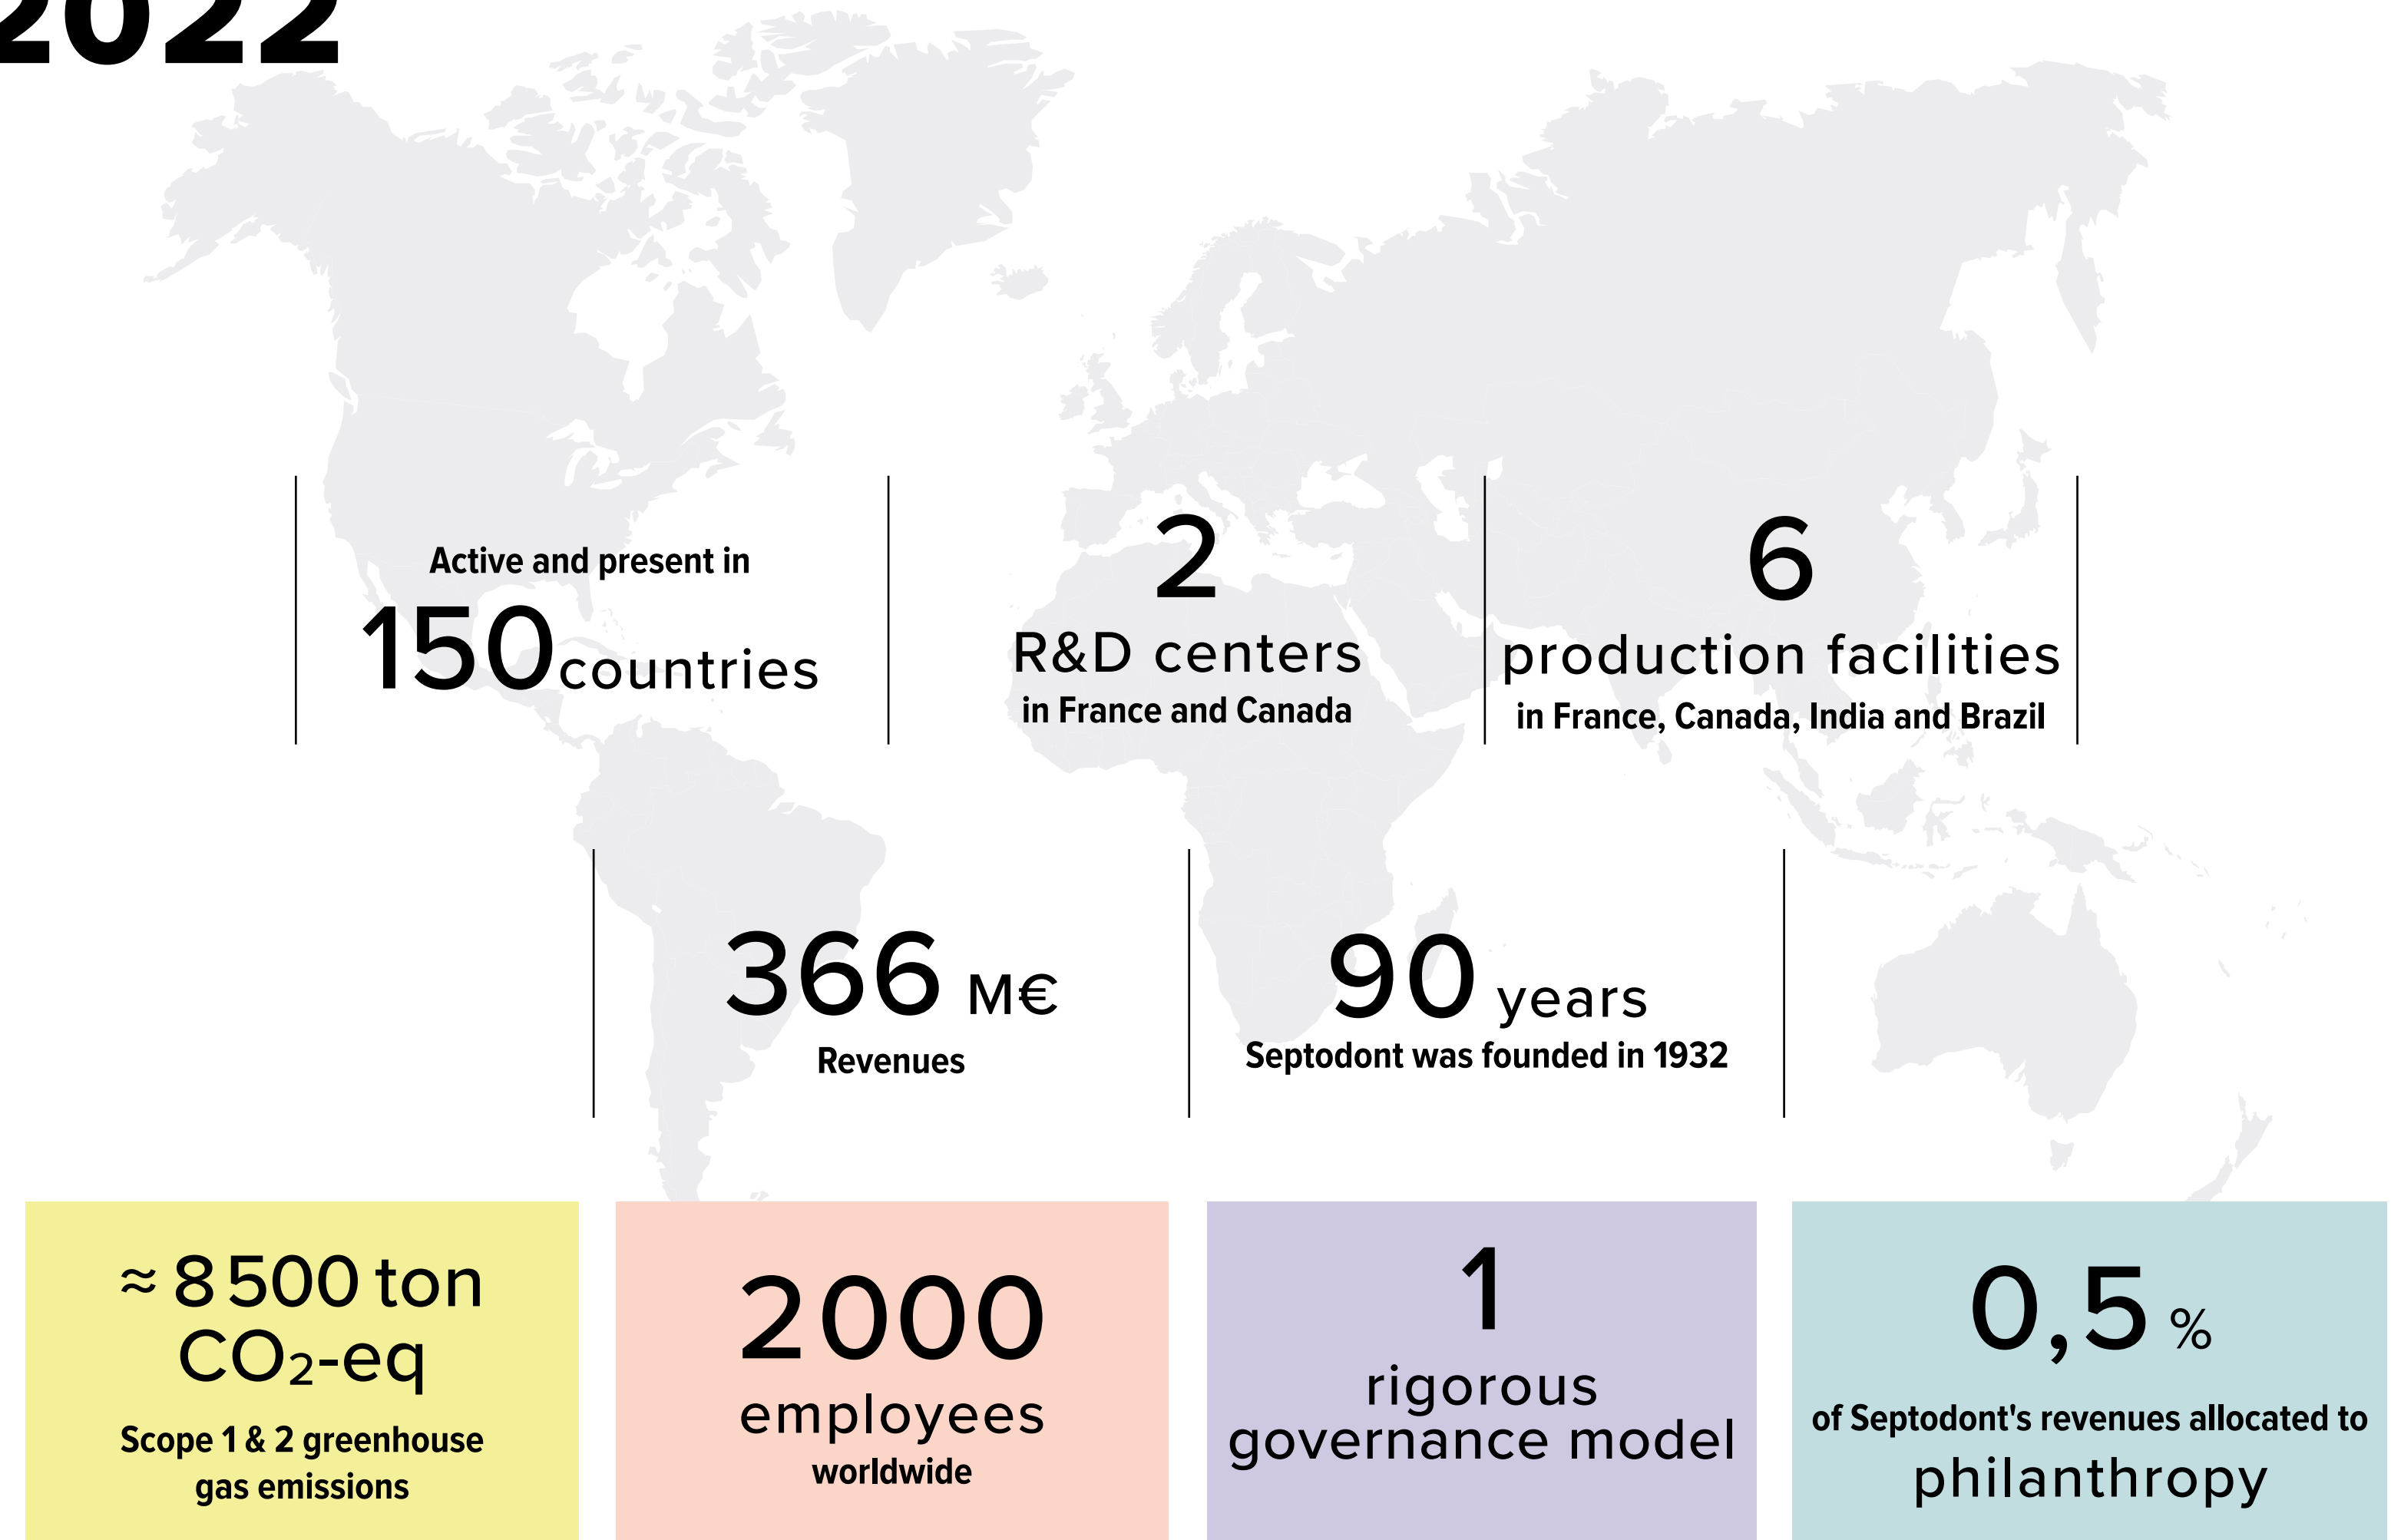 2022
Active and present in
150 countries
2
R&D centers
in France and Canada
6
production facilities
in France, Canada, India and Brazil
366 M€
Revenues
90 years
Septodont was founded in 1932
≈ 8 500 ton
CO₂-eq
Scope 1 & 2 greenhouse
gas emissions
2000
employees
worldwide
1
rigorous
governance model
0,5 %
of Septodont's revenues allocated to
philanthropy